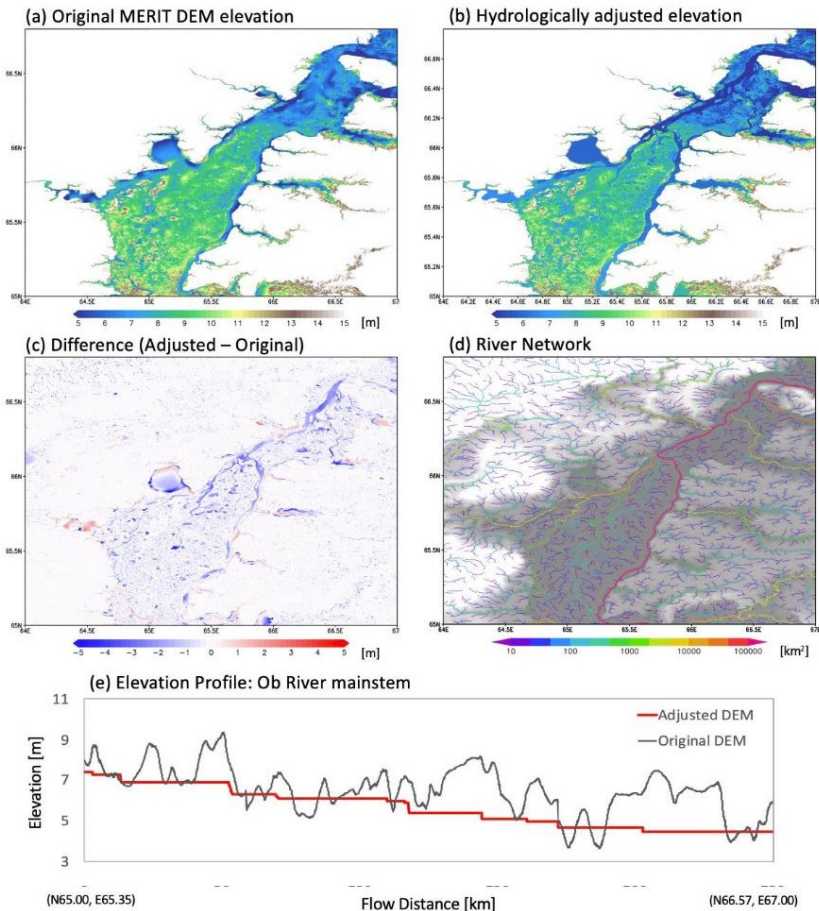 (a) Original MERIT DEM elevation
(b) Hydrologically adjusted elevation
66.5N
66N
65.5N
65N
64E 64.5E 65E 65.5E 66E 66.5E 67
66.8N
66.6N
66.4N
66.2N
66N
65.8N
65.6N
65.4N
65.2N
65N
64E 64.2E 64.4E 64.6E 64.8E 65E 65.2E 65.4E 65.6E 65.8E 66E 66.2E 66.4E 66.6E 66.8E 67
5 6 7 8 9 10 11 12 13 14 15 [m]
5 6 7 8 9 10 11 12 13 14 15 [m]
(c) Difference (Adjusted – Original)
(d) River Network
66.5N
66N
65.5N
65N
64E 64.5E 65E 65.5E 66E 66.5E 67
66.5N
66N
65.5N
65N
64E 64.5E 65E 65.5E 66E 66.5E 67
−5 −4 −3 −2 −1 0 1 2 3 4 5 [m]
10 100 1000 10000 100000 [km²]
(e) Elevation Profile: Ob River mainstem
11
9
7
5
3
Elevation [m]
Adjusted DEM
Original DEM
(N65.00, E65.35)
Flow Distance [km]
(N66.57, E67.00)